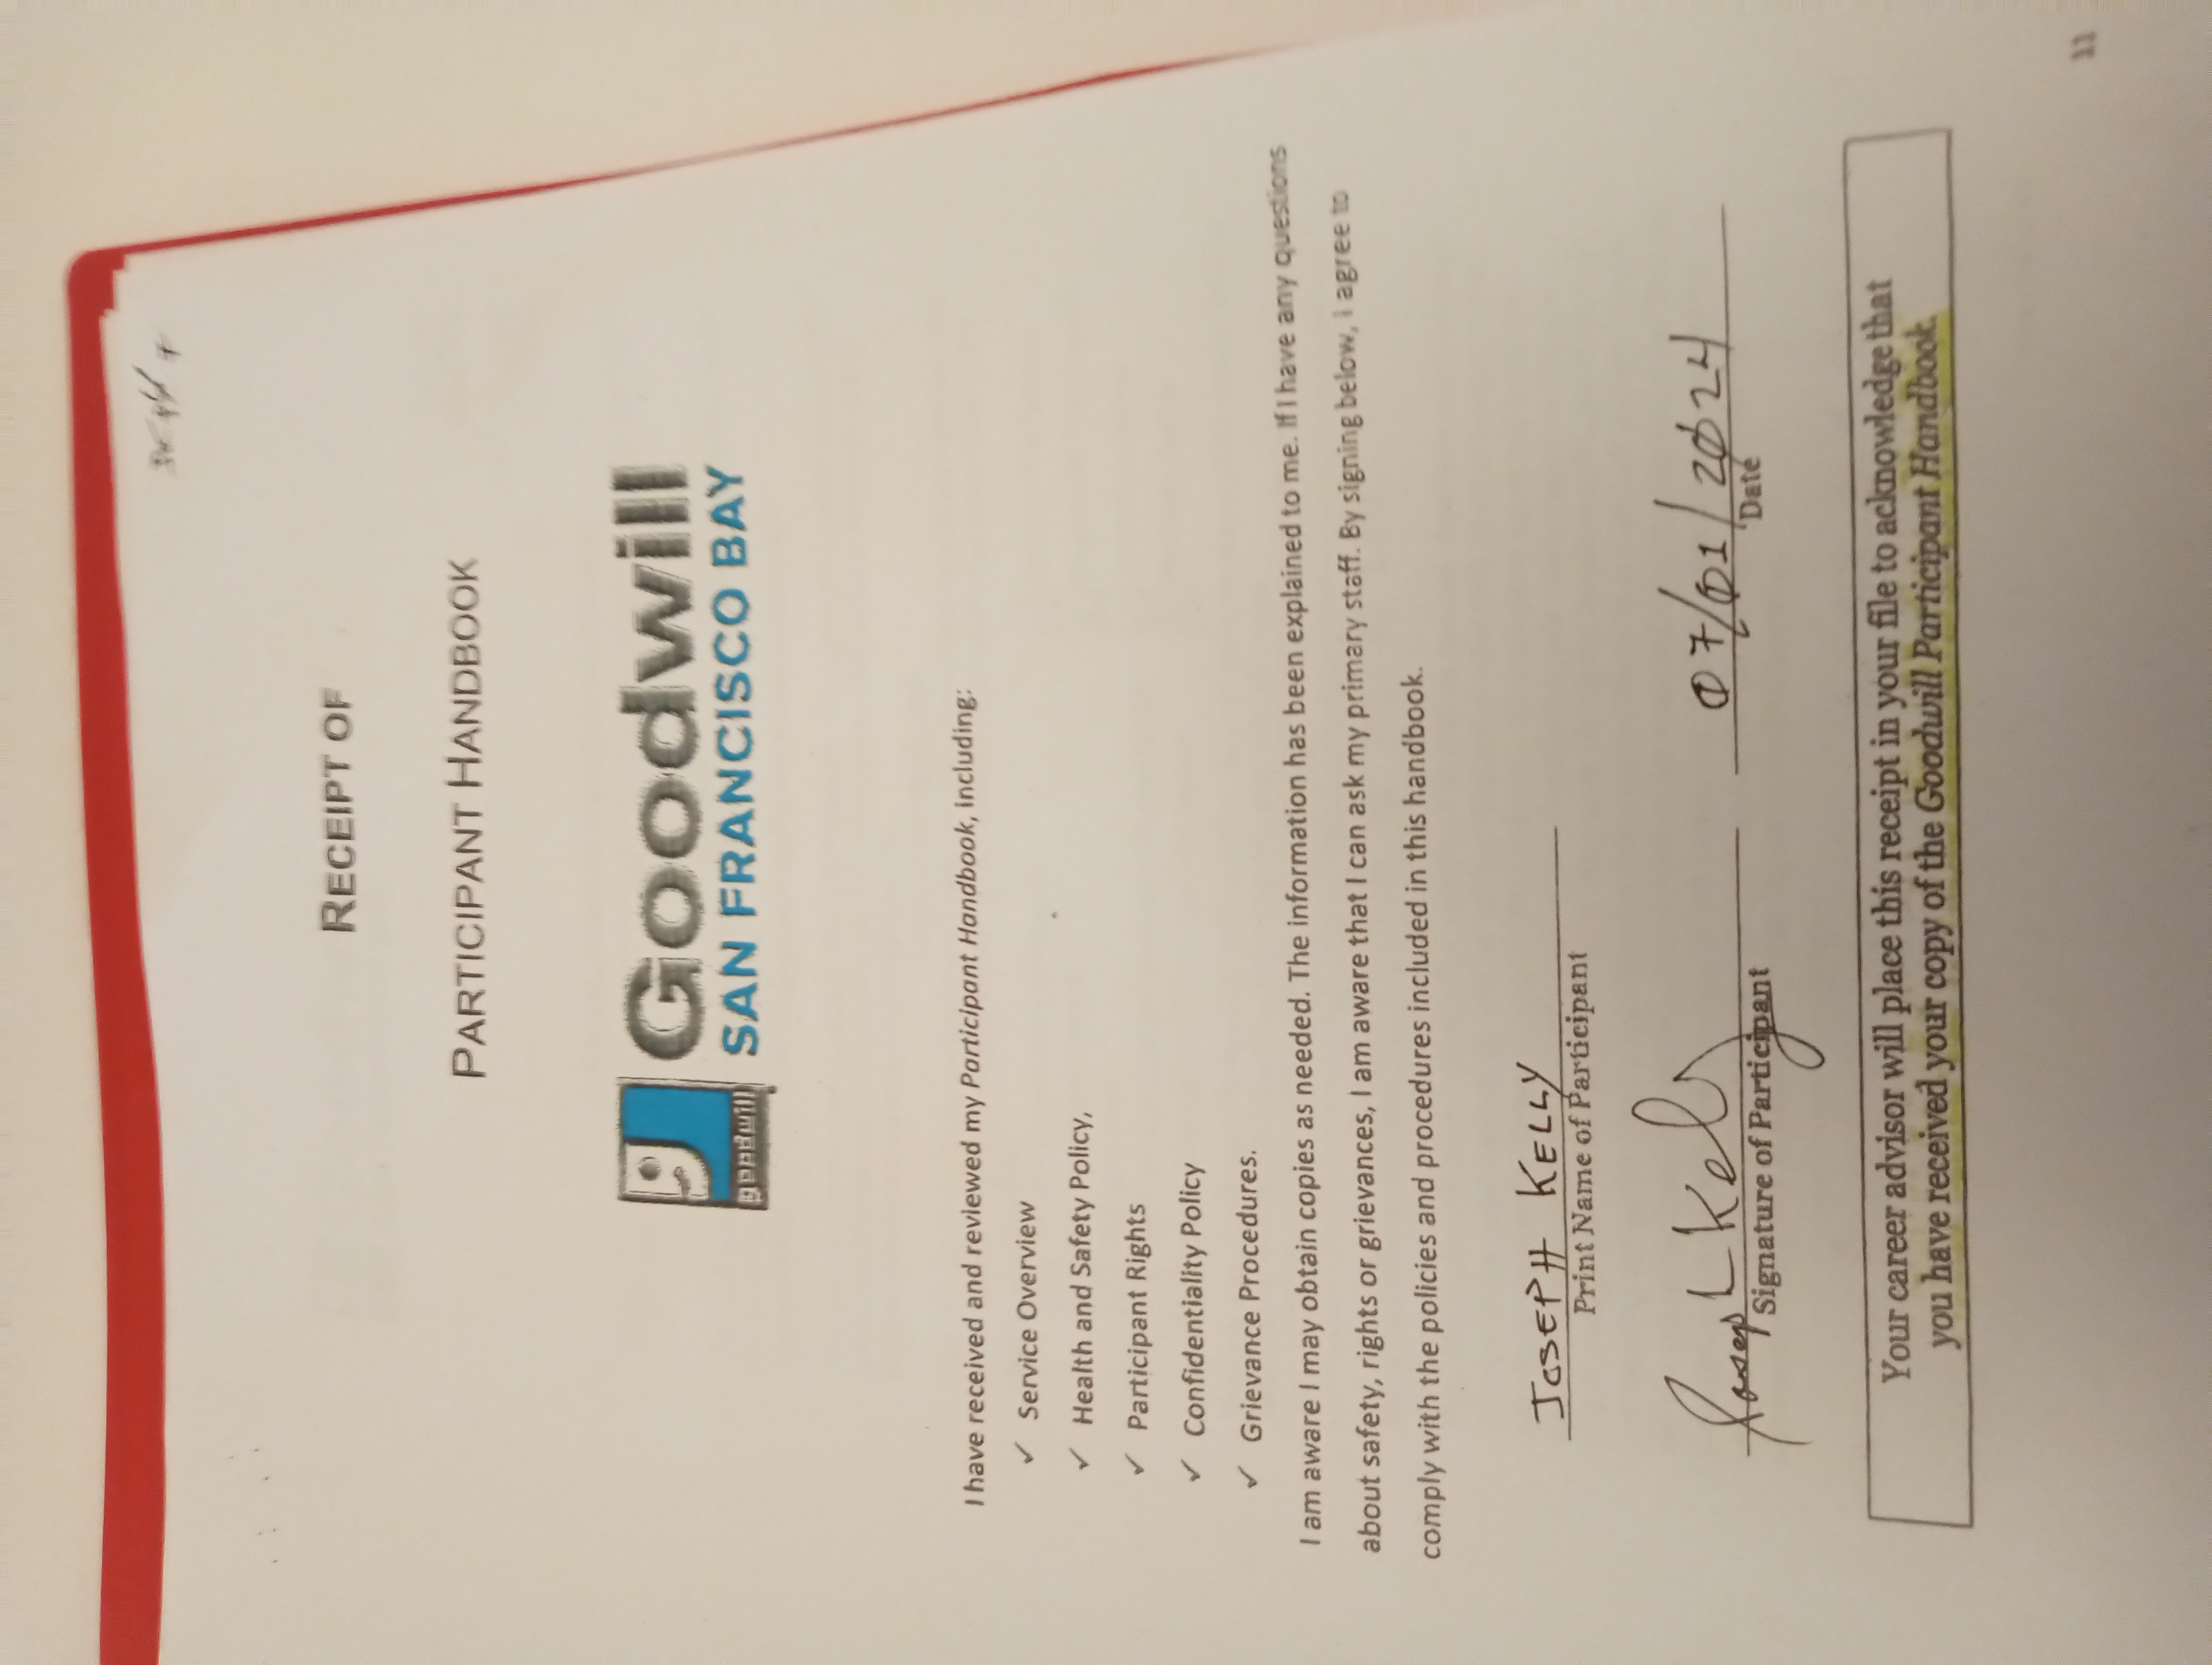 RECEIPT OF
PARTICIPANT HANDBOOK
goodwill
Goodwill
SAN FRANCISCO BAY
I have received and reviewed my Participant Handbook, including:
✓ Service Overview
✓ Health and Safety Policy,
✓ Participant Rights
✓ Confidentiality Policy
✓ Grievance Procedures.
I am aware I may obtain copies as needed. The information has been explained to me. If I have any questions
about safety, rights or grievances, I am aware that I can ask my primary staff. By signing below, I agree to
comply with the policies and procedures included in this handbook.
JOSEPH KELLY
Print Name of Participant
Joseph Kelly 07/01/2024
Signature of Participant Date
Your career advisor will place this receipt in your file to acknowledge that
you have received your copy of the Goodwill Participant Handbook.
11